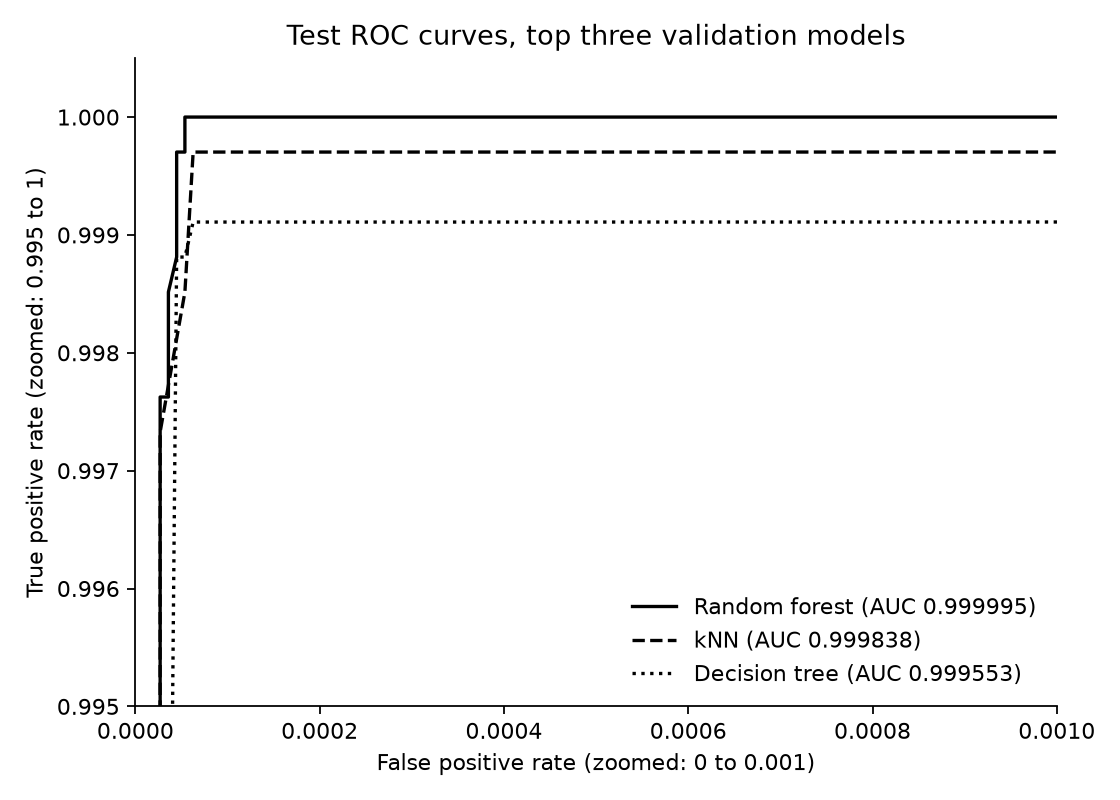 Test ROC curves, top three validation models
True positive rate (zoomed: 0.995 to 1)
1.000
0.999
0.998
0.997
0.996
0.995
Random forest (AUC 0.999995)
kNN (AUC 0.999838)
Decision tree (AUC 0.999553)
0.0000 0.0002 0.0004 0.0006 0.0008 0.0010
False positive rate (zoomed: 0 to 0.001)